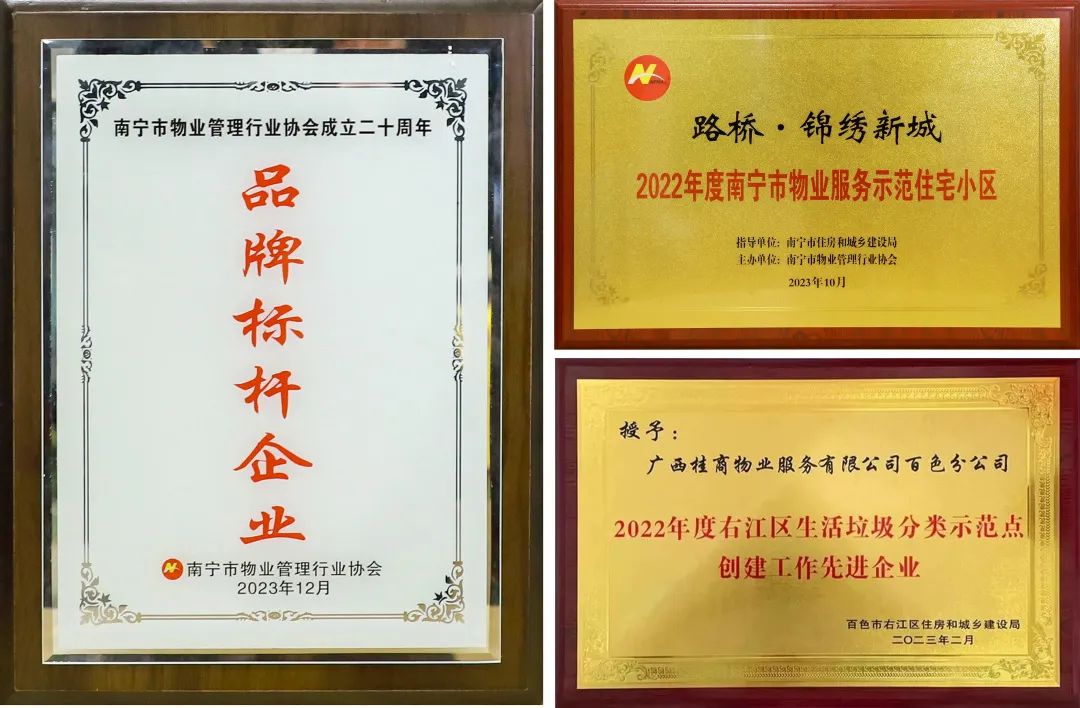 南宁市物业管理行业协会成立二十周年
品牌标杆企业
南宁市物业管理行业协会
2023年12月
路桥·锦绣新城
2022年度南宁市物业服务示范住宅小区
指导单位：南宁市住房和城乡建设局
主办单位：南宁市物业管理行业协会
2023年10月
授予：
广西桂商物业服务有限公司百色分公司
2022年度右江区生活垃圾分类示范点
创建工作先进企业
百色市右江区住房和城乡建设局
二〇二三年二月